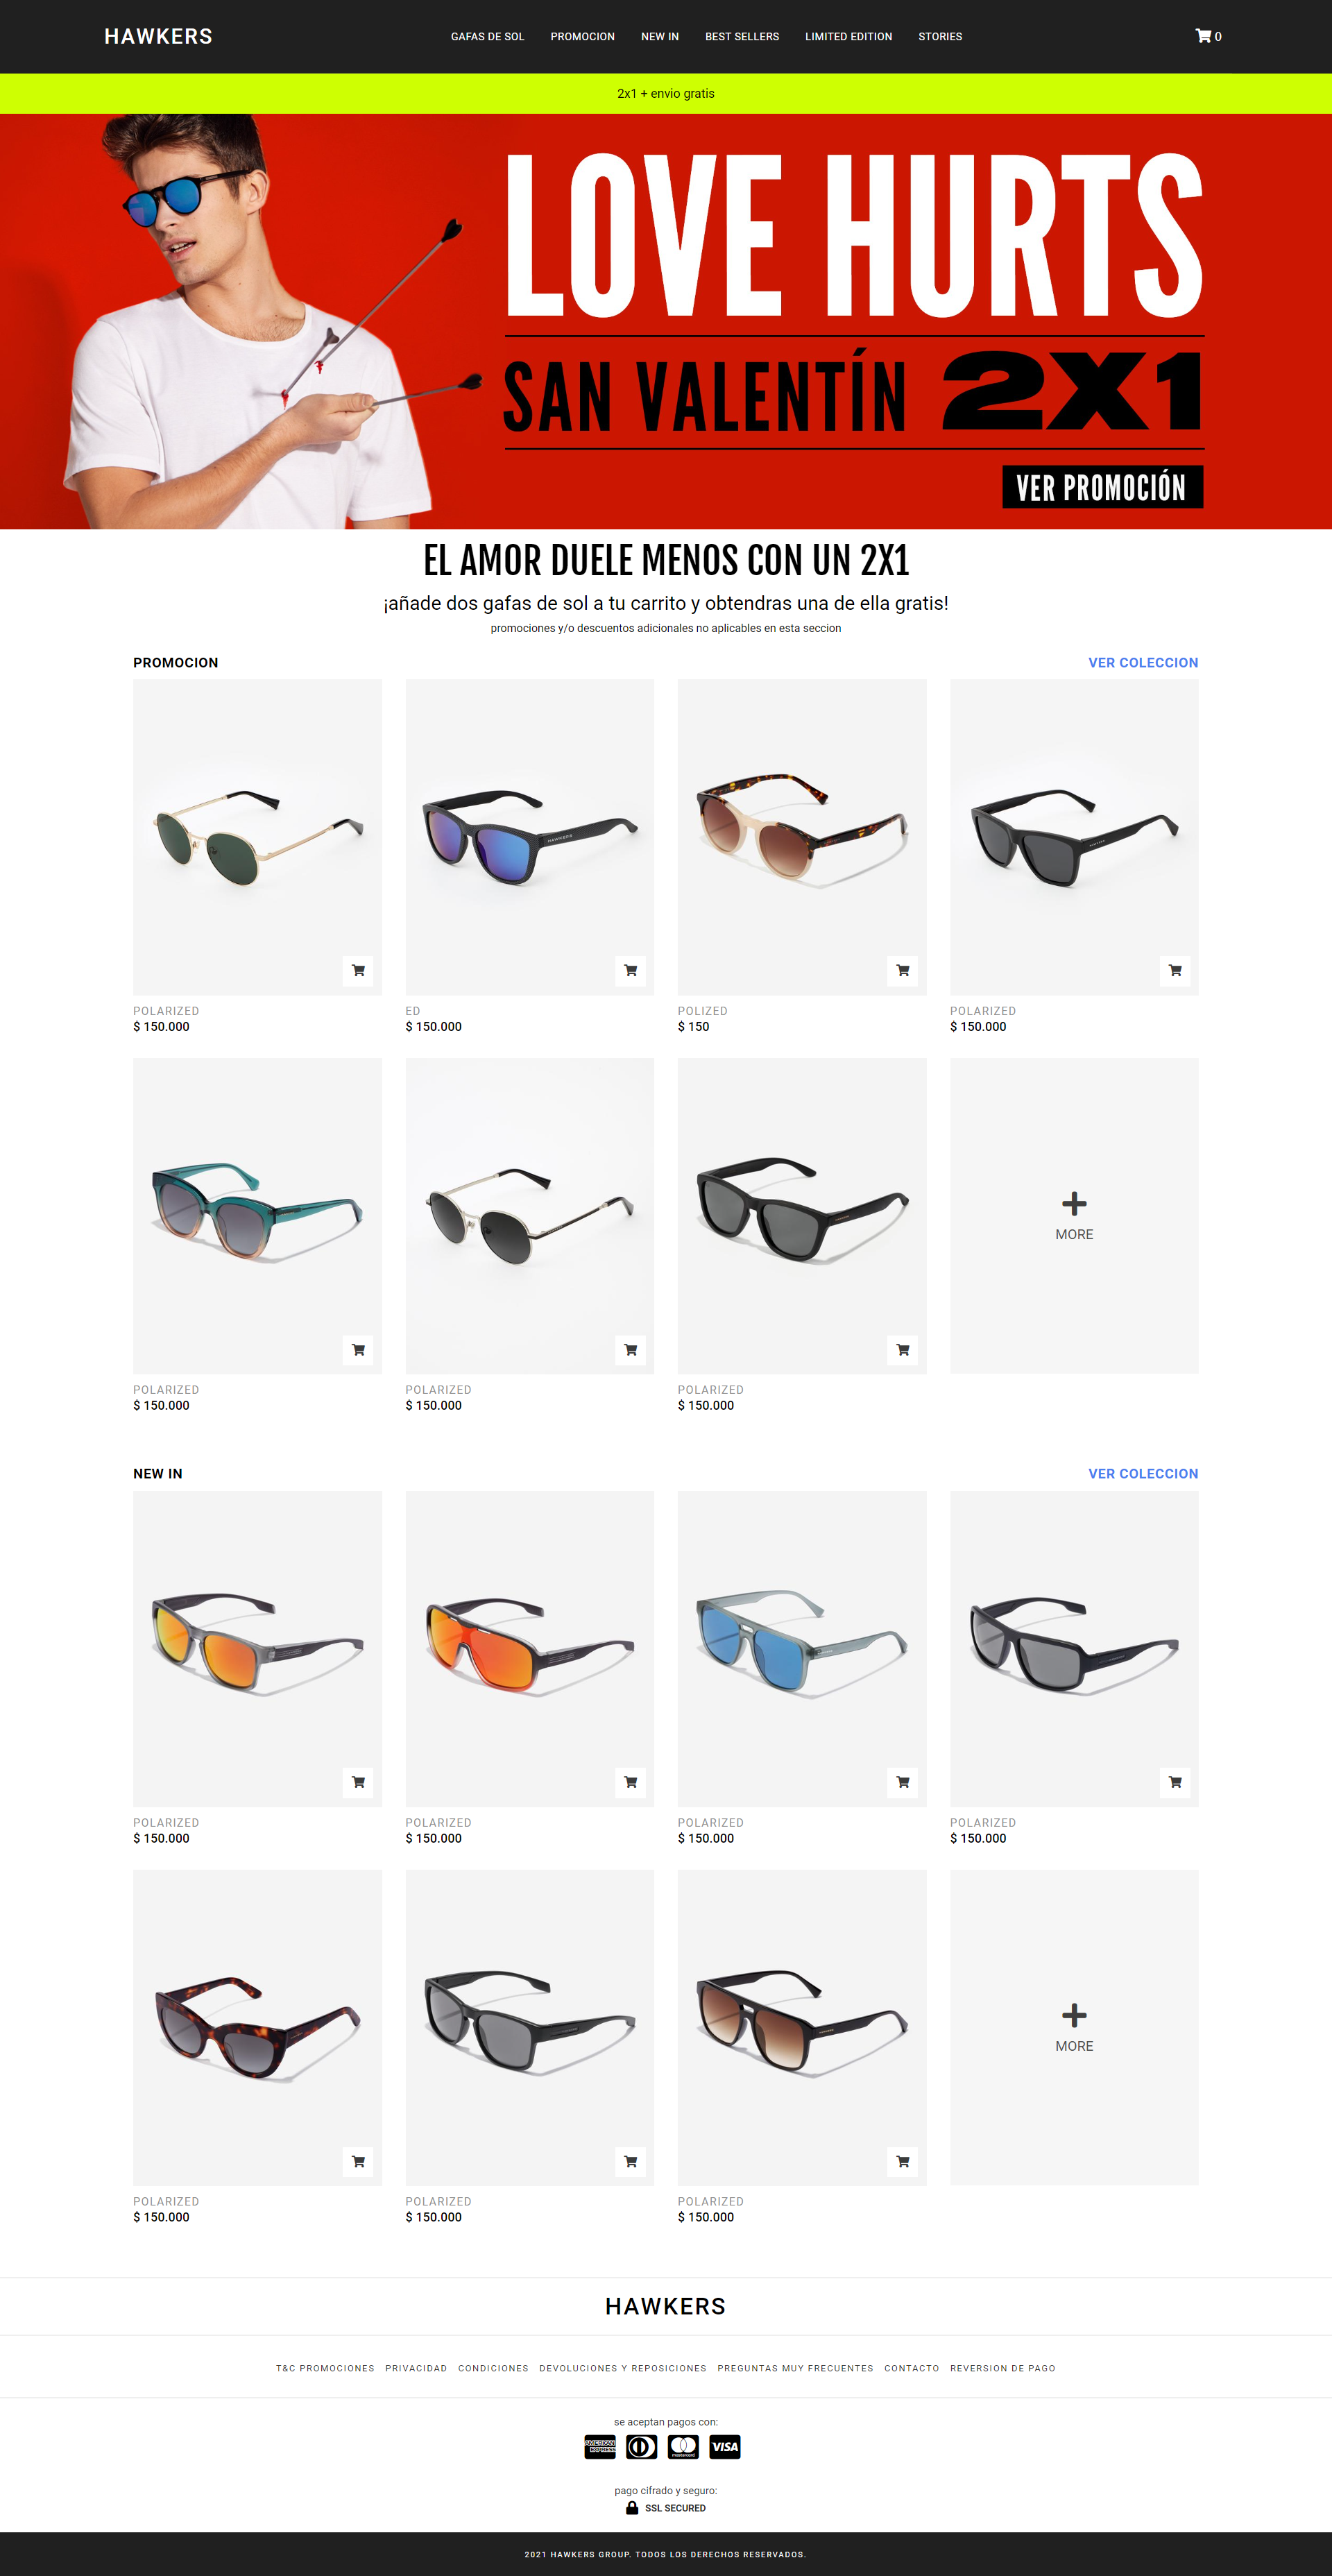 HAWKERS
GAFAS DE SOL PROMOCION NEW IN BEST SELLERS LIMITED EDITION STORIES
0
2x1 + envio gratis
LOVE HURTS
SAN VALENTÍN 2X1
VER PROMOCIÓN
EL AMOR DUELE MENOS CON UN 2X1
¡añade dos gafas de sol a tu carrito y obtendras una de ella gratis!
promociones y/o descuentos adicionales no aplicables en esta seccion
PROMOCION VER COLECCION
HAWKERS
POLARIZED ED POLIZED POLARIZED
$ 150.000 $ 150.000 $ 150 $ 150.000
MORE
POLARIZED POLARIZED POLARIZED
$ 150.000 $ 150.000 $ 150.000
NEW IN VER COLECCION
POLARIZED POLARIZED POLARIZED POLARIZED
$ 150.000 $ 150.000 $ 150.000 $ 150.000
MORE
POLARIZED POLARIZED POLARIZED
$ 150.000 $ 150.000 $ 150.000
HAWKERS
T&C PROMOCIONES PRIVACIDAD CONDICIONES DEVOLUCIONES Y REPOSICIONES PREGUNTAS MUY FRECUENTES CONTACTO REVERSION DE PAGO
se aceptan pagos con:
AMERICAN EXPRESS mastercard VISA
pago cifrado y seguro:
SSL SECURED
2021 HAWKERS GROUP. TODOS LOS DERECHOS RESERVADOS.